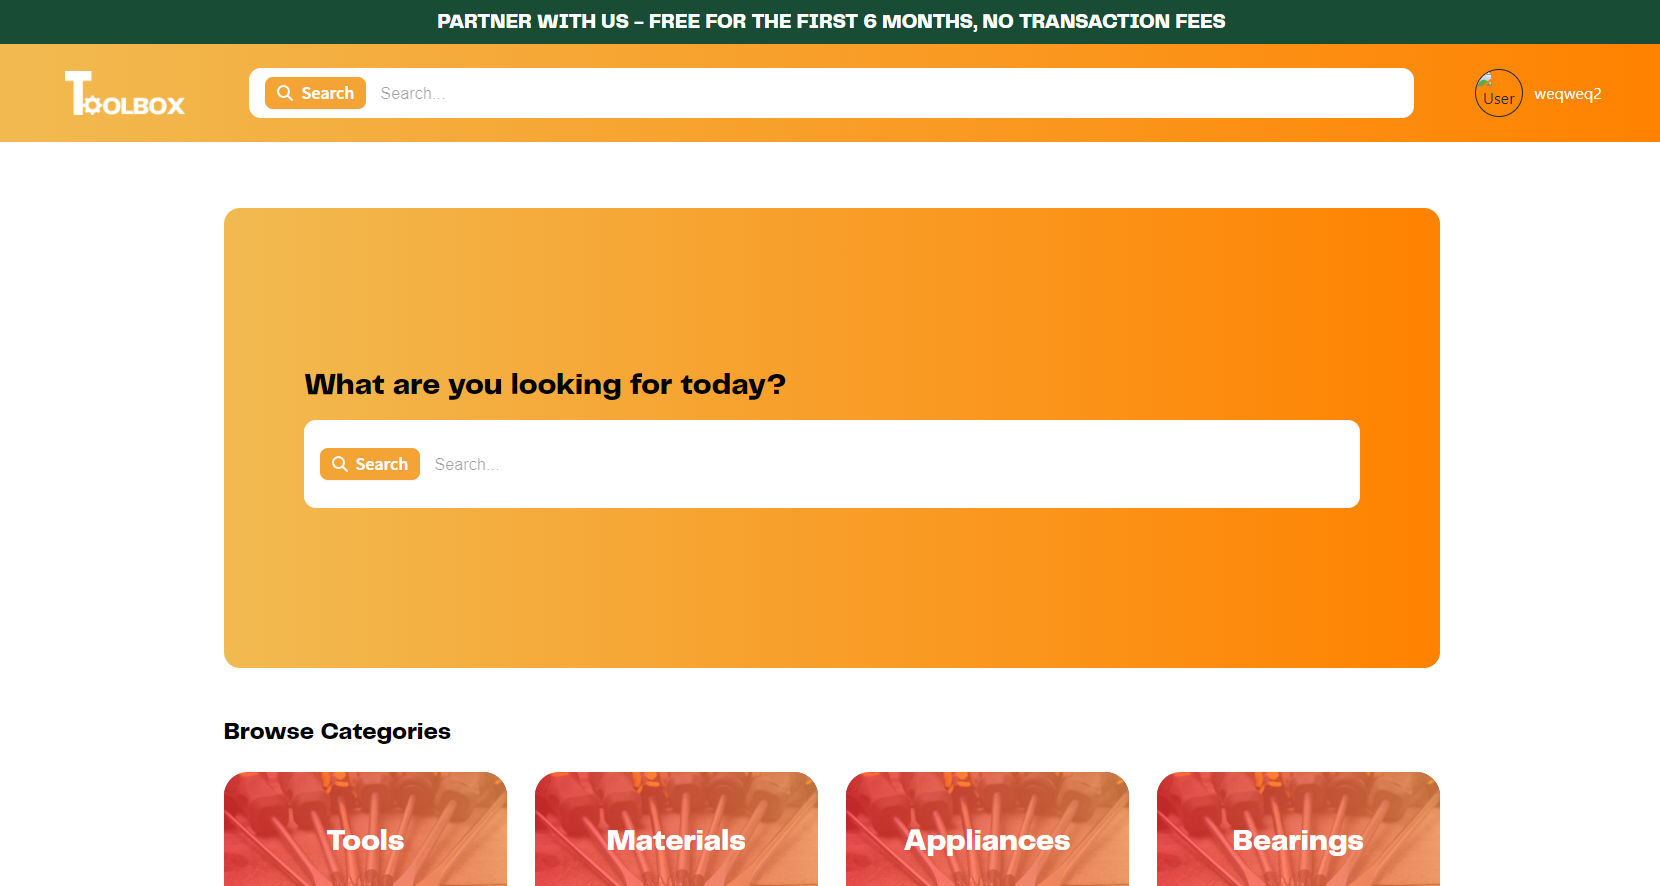 PARTNER WITH US – FREE FOR THE FIRST 6 MONTHS, NO TRANSACTION FEES
TOOLBOX
Search Search...
User weqweq2
What are you looking for today?
Search Search...
Browse Categories
Tools Materials Appliances Bearings